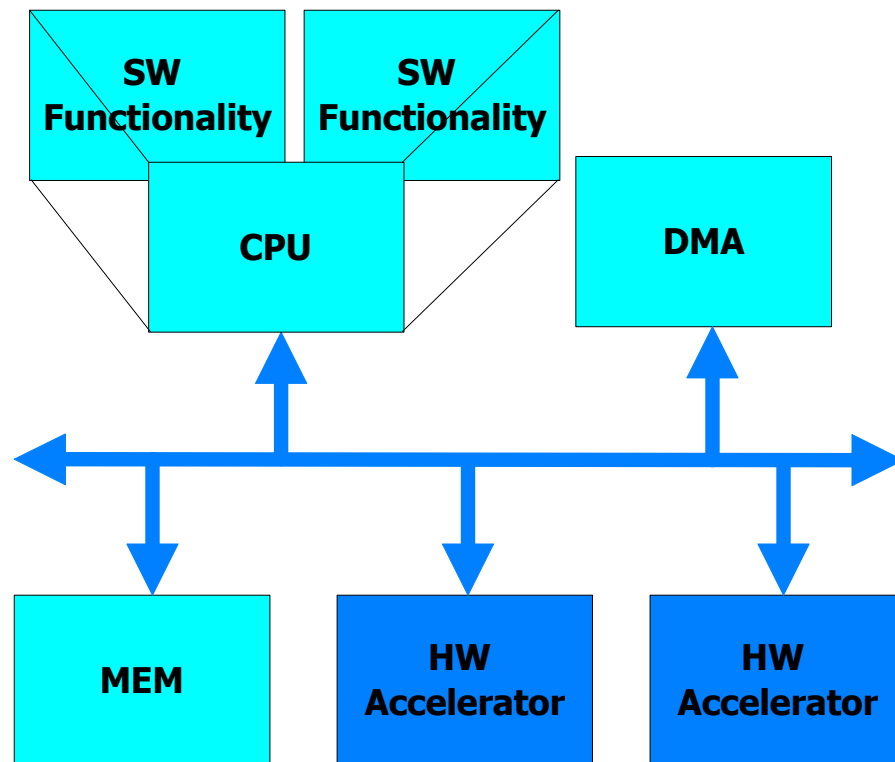 SW
Functionality
SW
Functionality
CPU
DMA
MEM
HW
Accelerator
HW
Accelerator